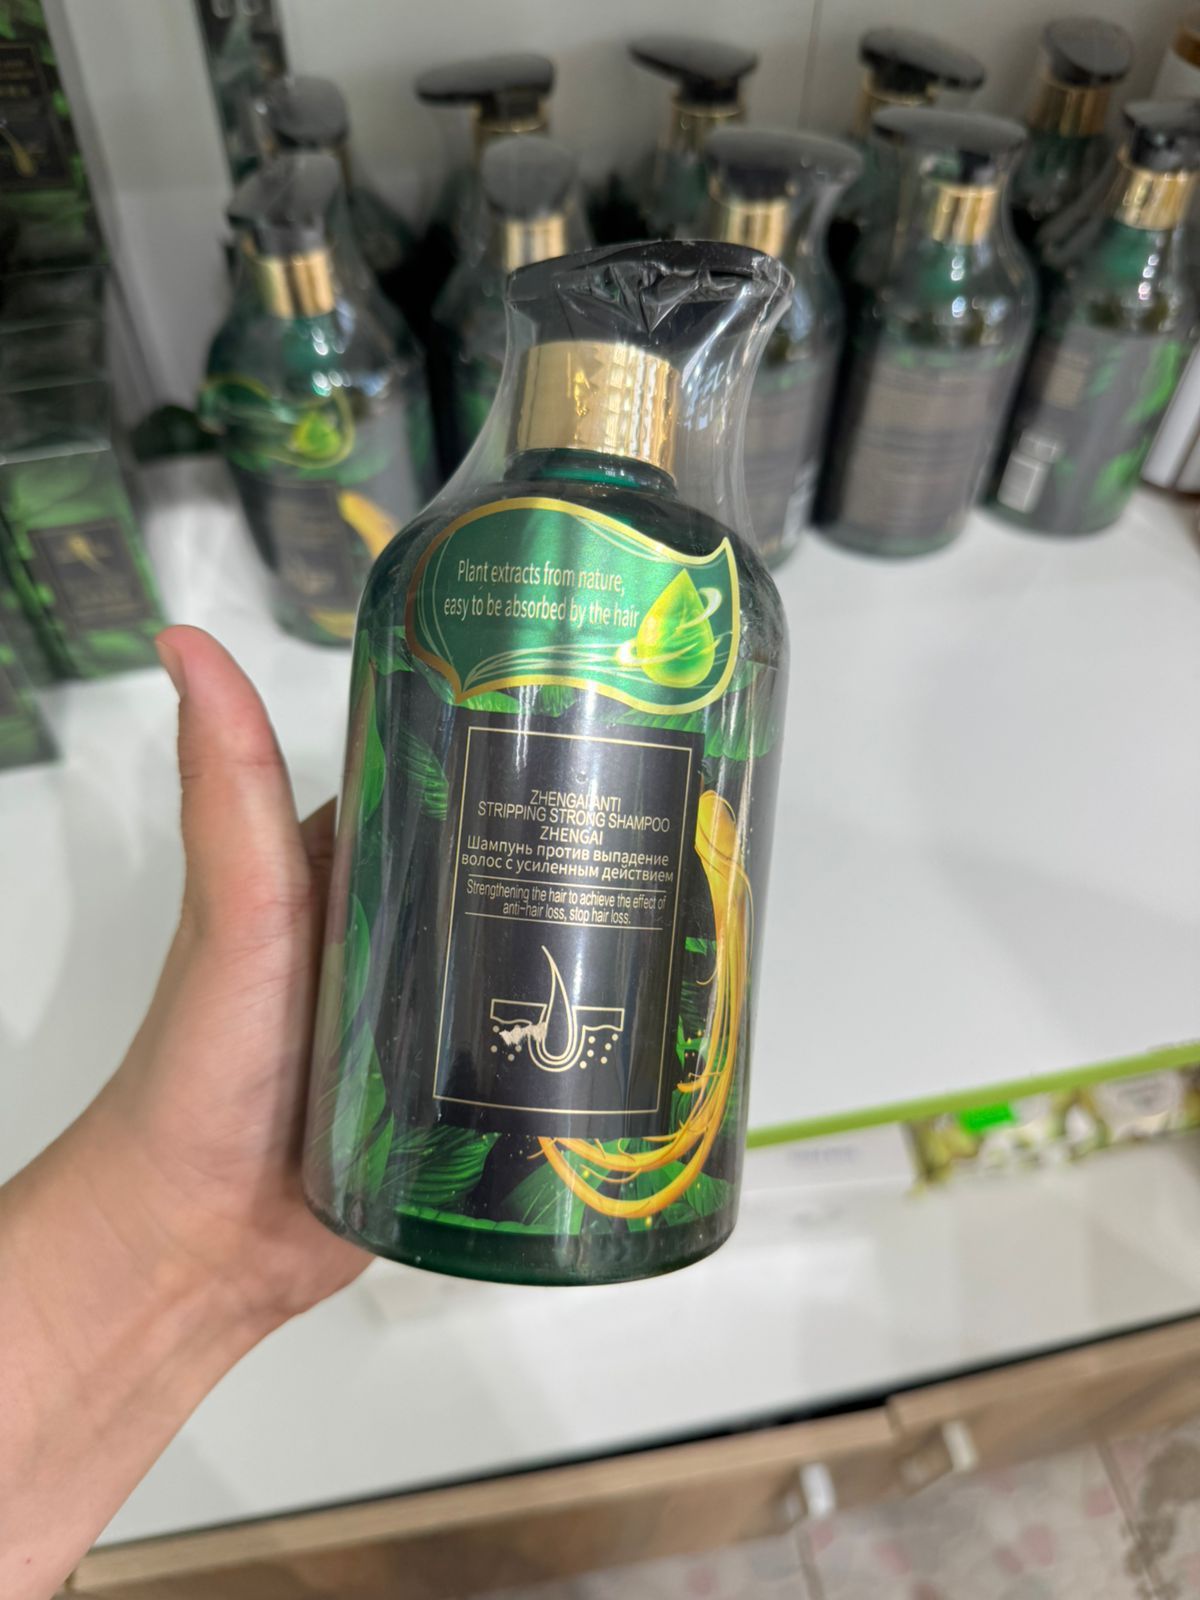 Plant extracts from nature,
easy to be absorbed by the hair
ZHENGAI ANTI
STRIPPING STRONG SHAMPOO
ZHENGAI
Шампунь против выпадение
волос с усиленным действием
Strengthening the hair to achieve the effect of
anti-hair loss, stop hair loss.